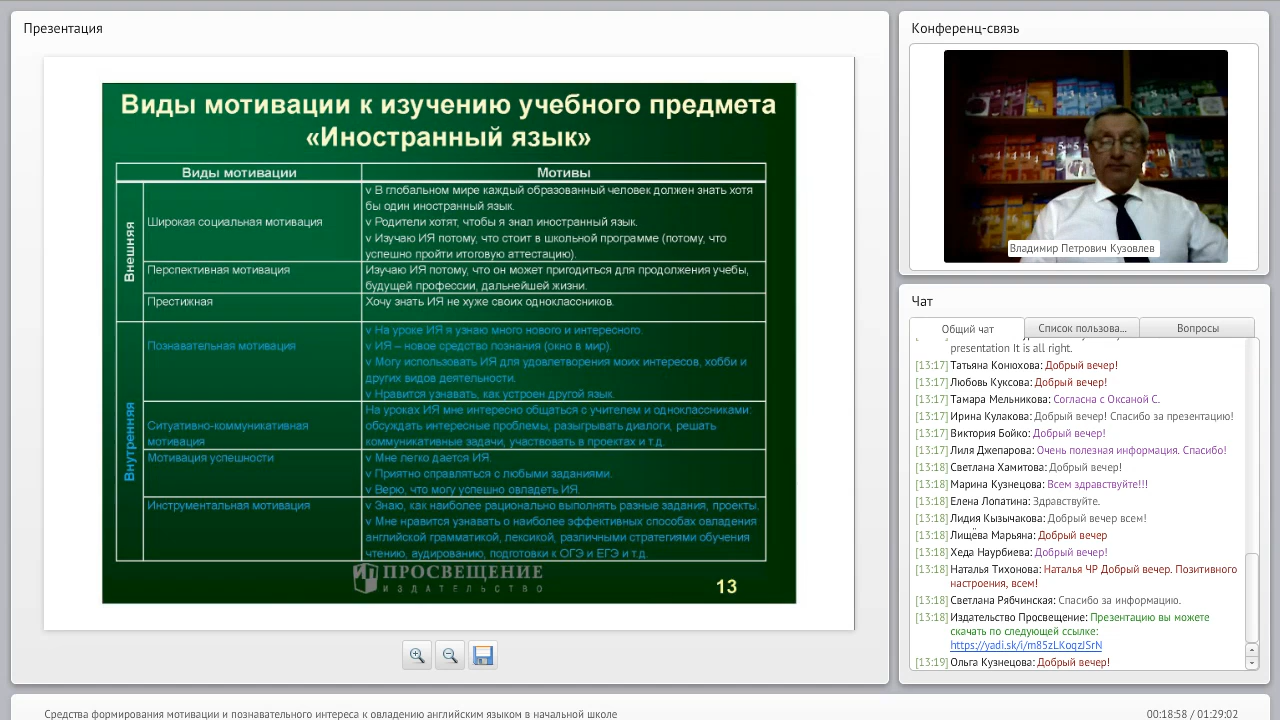 Презентация
Виды мотивации к изучению учебного предмета
«Иностранный язык»
Виды мотивации
Мотивы
Внешняя
Широкая социальная мотивация
v В глобальном мире каждый образованный человек должен знать хотя
бы один иностранный язык.
v Родители хотят, чтобы я знал иностранный язык.
v Изучаю ИЯ потому, что стоит в школьной программе (потому, что
успешно пройти итоговую аттестацию).
Перспективная мотивация
Изучаю ИЯ потому, что он может пригодиться для продолжения учебы,
будущей профессии, дальнейшей жизни.
Престижная
Хочу знать ИЯ не хуже своих одноклассников.
Внутренняя
Познавательная мотивация
v На уроке ИЯ я узнаю много нового и интересного.
v ИЯ – новое средство познания (окно в мир).
v Могу использовать ИЯ для удовлетворения моих интересов, хобби и
других видов деятельности.
v Нравится узнавать, как устроен другой язык.
Ситуативно-коммуникативная
мотивация
На уроках ИЯ мне интересно общаться с учителем и одноклассниками:
обсуждать интересные проблемы, разыгрывать диалоги, решать
коммуникативные задачи, участвовать в проектах и т.д.
Мотивация успешности
v Мне легко дается ИЯ.
v Приятно справляться с любыми заданиями.
v Верю, что могу успешно овладеть ИЯ.
Инструментальная мотивация
v Знаю, как наиболее рационально выполнять разные задания, проекты.
v Мне нравится узнавать о наиболее эффективных способах овладения
английской грамматикой, лексикой, различными стратегиями обучения
чтению, аудированию, подготовки к ОГЭ и ЕГЭ и т.д.
ПРОСВЕЩЕНИЕ
ИЗДАТЕЛЬСТВО
13
Конференц-связь
Владимир Петрович Кузовлев
Чат
Общий чат
Список пользова...
Вопросы
presentation It is all right.
[13:17] Татьяна Конюхова: Добрый вечер!
[13:17] Любовь Куксова: Добрый вечер!
[13:17] Тамара Мельникова: Согласна с Оксаной С.
[13:17] Ирина Кулакова: Добрый вечер! Спасибо за презентацию!
[13:17] Виктория Бойко: Добрый вечер!
[13:17] Лиля Джепарова: Очень полезная информация. Спасибо!
[13:18] Светлана Хамитова: Добрый вечер!
[13:18] Марина Кузнецова: Всем здравствуйте!!!
[13:18] Елена Лопатина: Здравствуйте.
[13:18] Лидия Кызычакова: Добрый вечер всем!
[13:18] Лищёва Марьяна: Добрый вечер
[13:18] Хеда Наурбиева: Добрый вечер!
[13:18] Наталья Тихонова: Наталья ЧР Добрый вечер. Позитивного
настроения, всем!
[13:18] Светлана Рябчинская: Спасибо за информацию.
[13:18] Издательство Просвещение: Презентацию вы можете
скачать по следующей ссылке:
https://yadi.sk/i/m85zLKoqzJSrN
[13:19] Ольга Кузнецова: Добрый вечер!
Средства формирования мотивации и познавательного интереса к овладению английским языком в начальной школе
00:18:58 / 01:29:02